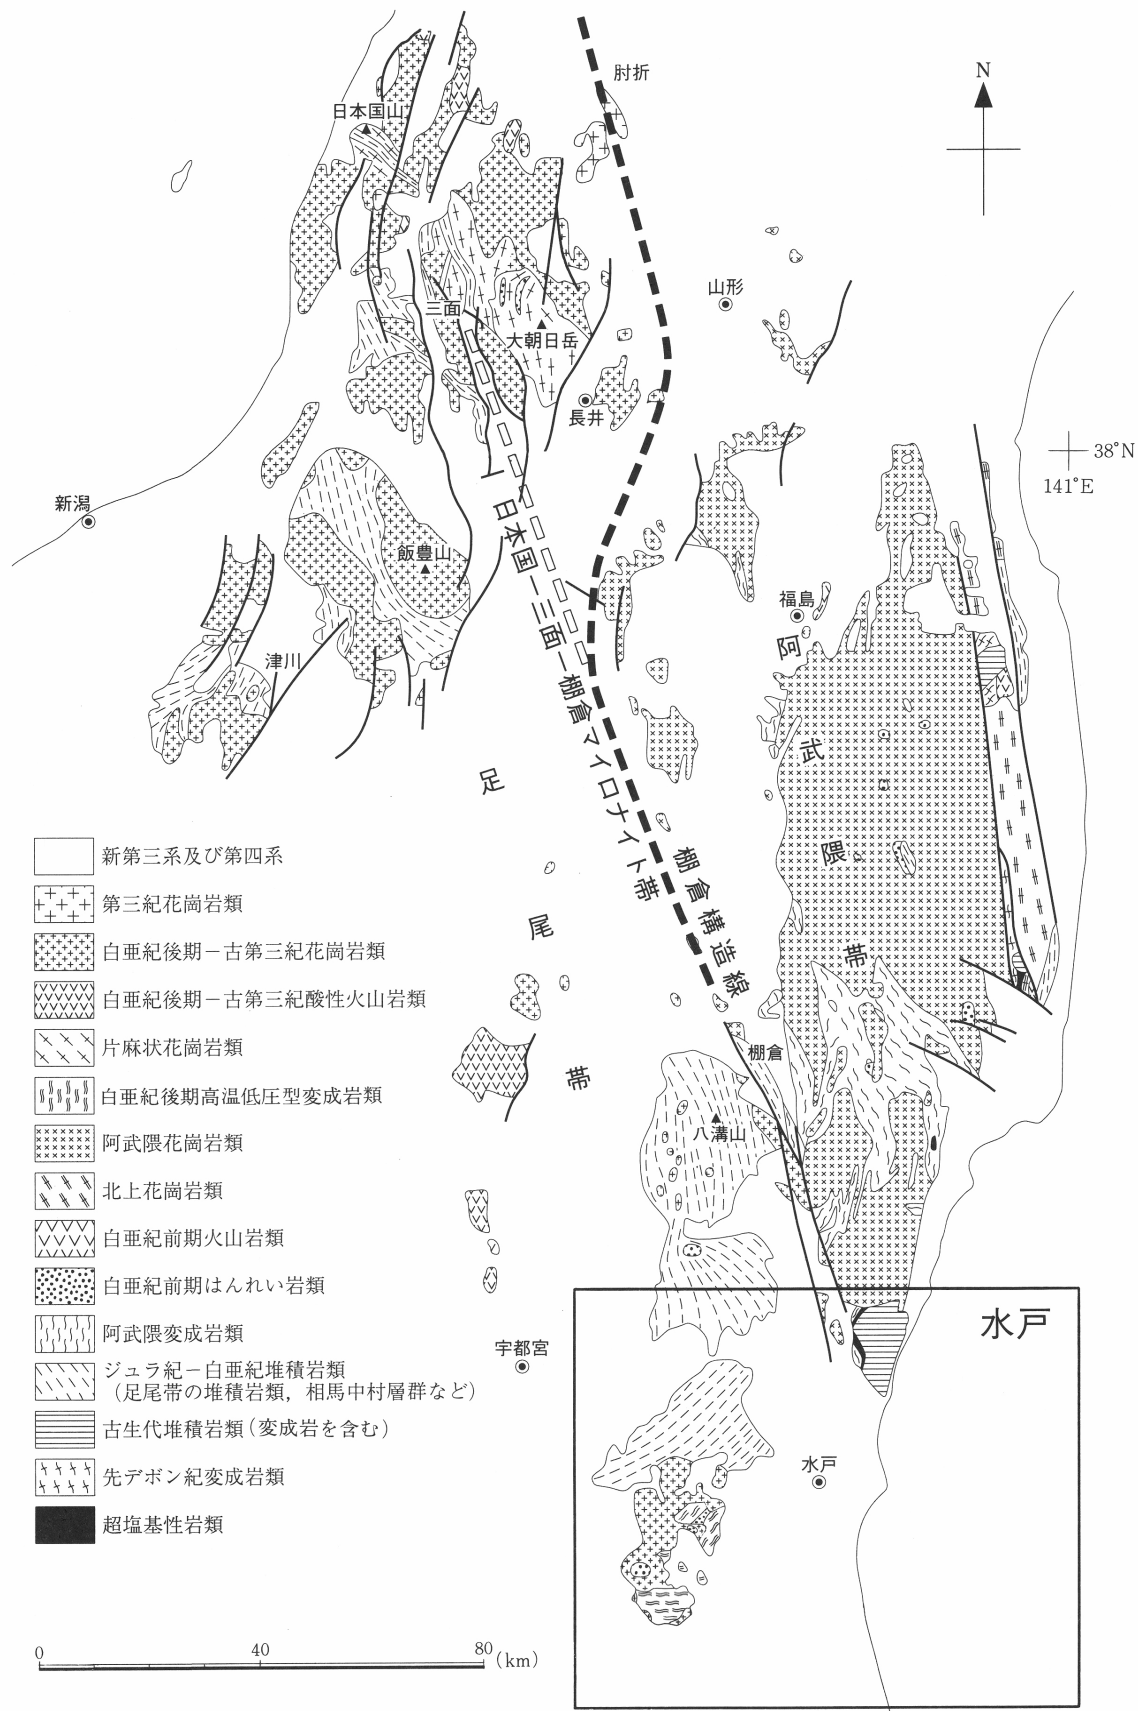 肘折
N
日本国山
山形
三面
大朝日岳
長井
38°N
141°E
新潟
飯豊山
福島
津川
日本国－三面－棚倉マイロナイト帯
棚倉構造線
阿武隈帯
足尾帯
棚倉
八溝山
宇都宮
水戸
水戸
新第三系及び第四系
第三紀花崗岩類
白亜紀後期－古第三紀花崗岩類
白亜紀後期－古第三紀酸性火山岩類
片麻状花崗岩類
白亜紀後期高温低圧型変成岩類
阿武隈花崗岩類
北上花崗岩類
白亜紀前期火山岩類
白亜紀前期はんれい岩類
阿武隈変成岩類
ジュラ紀－白亜紀堆積岩類
（足尾帯の堆積岩類，相馬中村層群など）
古生代堆積岩類（変成岩を含む）
先デボン紀変成岩類
超塩基性岩類
0 40 80 (km)